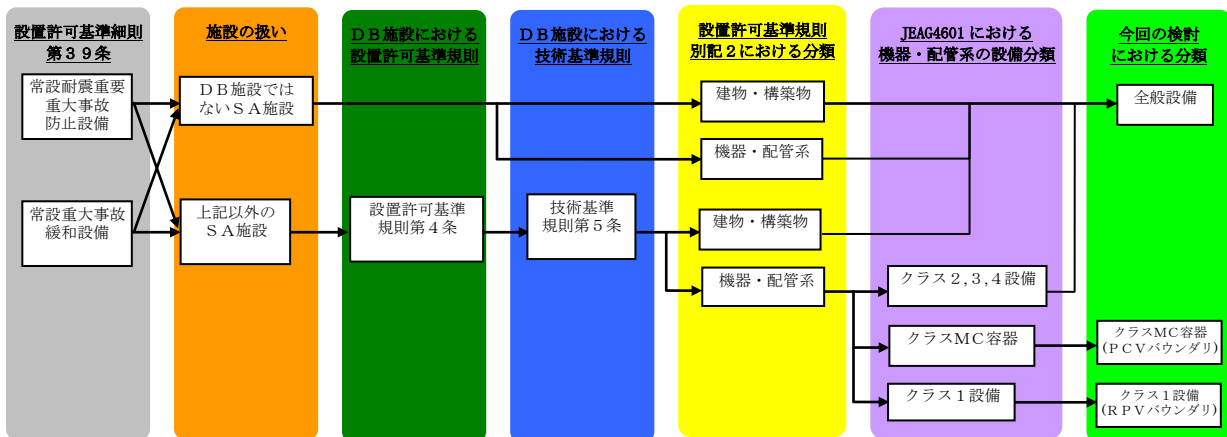 設置許可基準細則
第３９条
施設の扱い
ＤＢ施設における
設置許可基準規則
ＤＢ施設における
技術基準規則
設置許可基準規則
別記２における分類
JEAG4601における
機器・配管系の設備分類
今回の検討
における分類
常設耐震重要
重大事故
防止設備
常設重大事故
緩和設備
ＤＢ施設では
ないＳＡ施設
上記以外の
ＳＡ施設
設置許可基準
規則第４条
技術基準
規則第５条
建物・構築物
機器・配管系
建物・構築物
機器・配管系
クラス２,３,４設備
クラスＭＣ容器
クラス１設備
全般設備
クラスＭＣ容器
(ＰＣＶバウンダリ)
クラス１設備
(ＲＰＶバウンダリ)